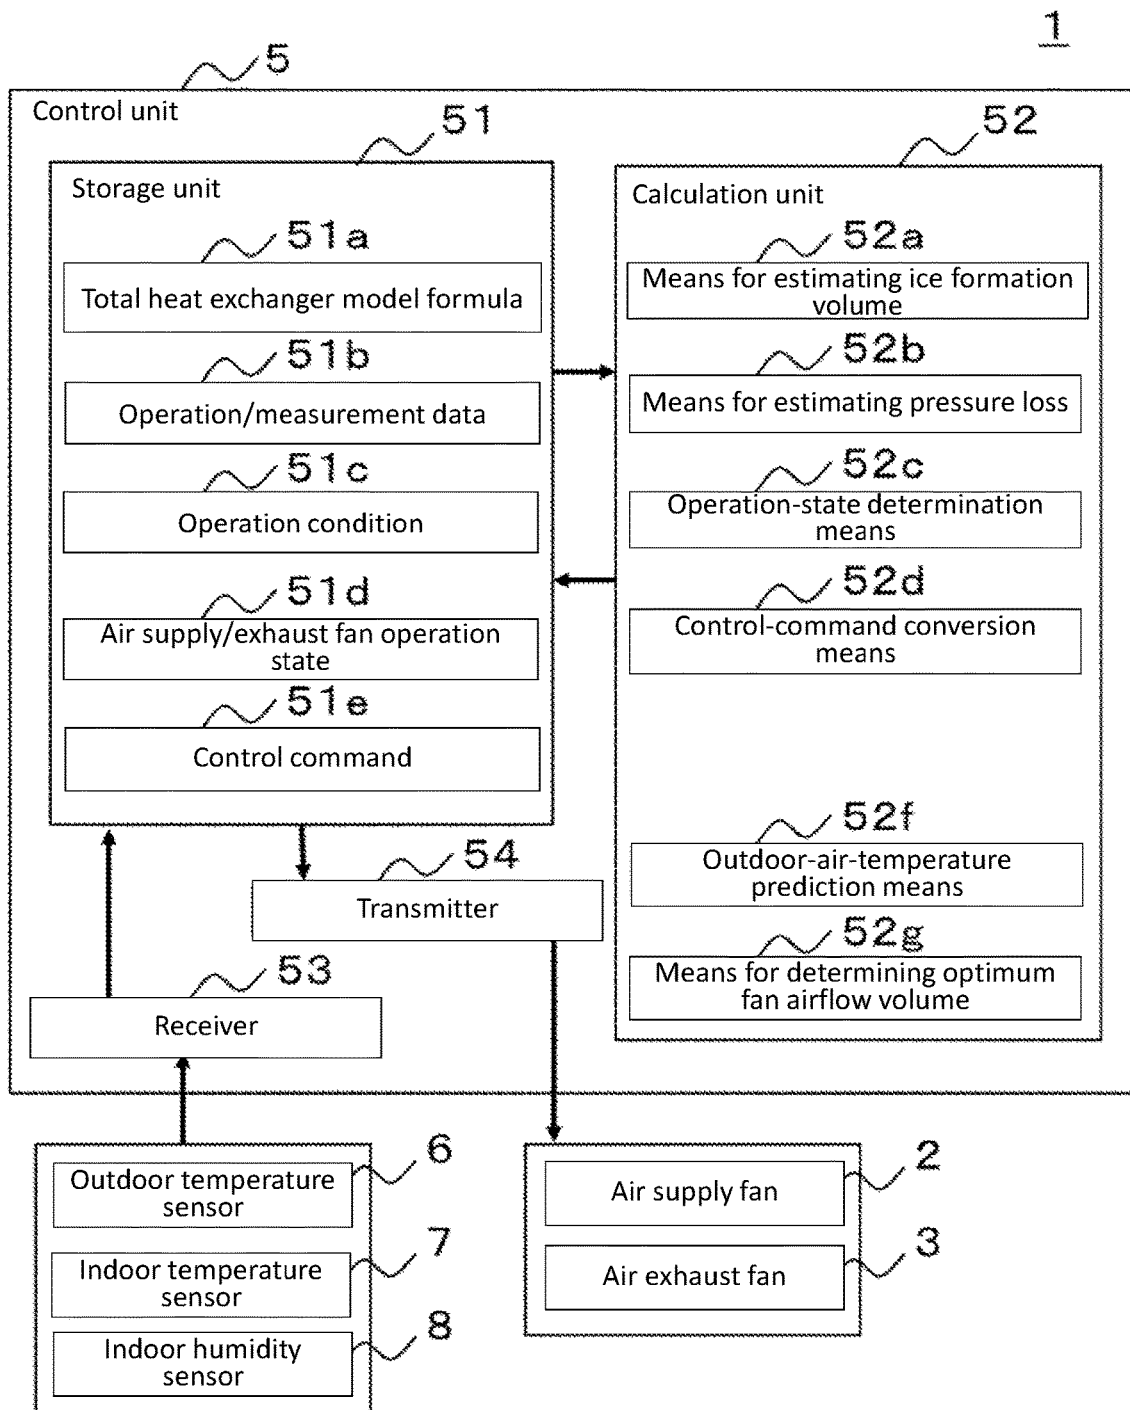 1
5
Control unit
51
Storage unit
51a
Total heat exchanger model formula
51b
Operation/measurement data
51c
Operation condition
51d
Air supply/exhaust fan operation
state
51e
Control command
52
Calculation unit
52a
Means for estimating ice formation
volume
52b
Means for estimating pressure loss
52c
Operation-state determination
means
52d
Control-command conversion
means
52f
Outdoor-air-temperature
prediction means
52g
Means for determining optimum
fan airflow volume
54
Transmitter
53
Receiver
6
Outdoor temperature
sensor
7
Indoor temperature
sensor
8
Indoor humidity
sensor
2
Air supply fan
3
Air exhaust fan